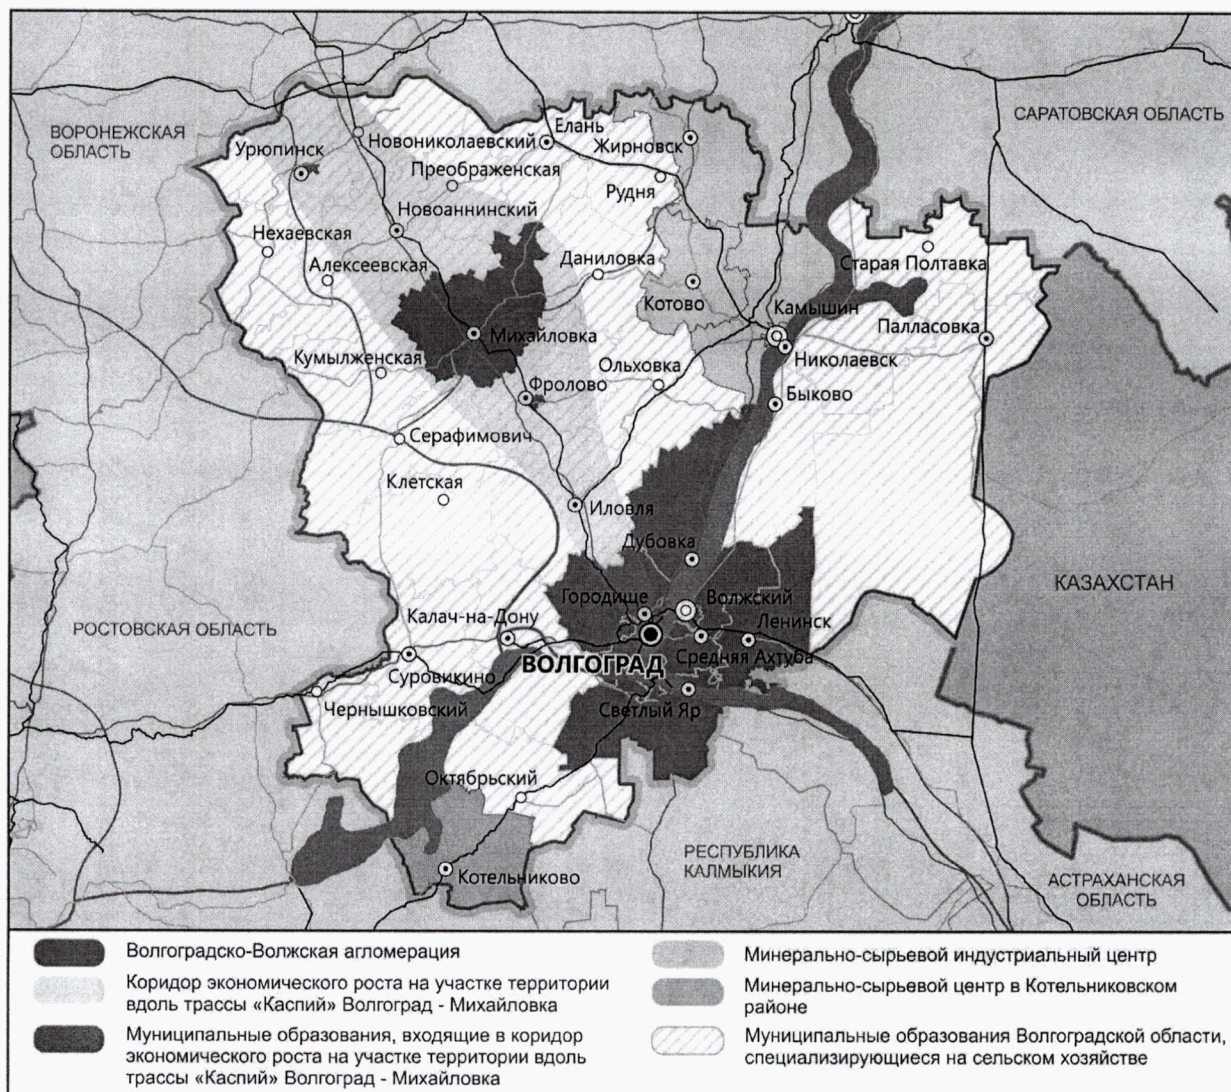 ВОРОНЕЖСКАЯ
ОБЛАСТЬ
САРАТОВСКАЯ ОБЛАСТЬ
Елань
Новониколаевский
Жирновск
Урюпинск
Преображенская
Рудня
Новоаннинский
Нехаевская
Алексеевская
Даниловка
Старая Полтавка
Котово
Камышин
Палласовка
Михайловка
Николаевск
Кумылженская
Ольховка
Фролово
Быково
Серафимович
Клетская
Иловля
Дубовка
КАЗАХСТАН
Городище
Волжский
Ленинск
Калач-на-Дону
РОСТОВСКАЯ ОБЛАСТЬ
ВОЛГОГРАД
Средняя Ахтуба
Суровикино
Чернышковский
Светлый Яр
Октябрьский
РЕСПУБЛИКА
КАЛМЫКИЯ
Котельниково
АСТРАХАНСКАЯ
ОБЛАСТЬ
Волгоградско-Волжская агломерация
Коридор экономического роста на участке территории
вдоль трассы «Каспий» Волгоград - Михайловка
Муниципальные образования, входящие в коридор
экономического роста на участке территории вдоль
трассы «Каспий» Волгоград - Михайловка
Минерально-сырьевой индустриальный центр
Минерально-сырьевой центр в Котельниковском
районе
Муниципальные образования Волгоградской области,
специализирующиеся на сельском хозяйстве